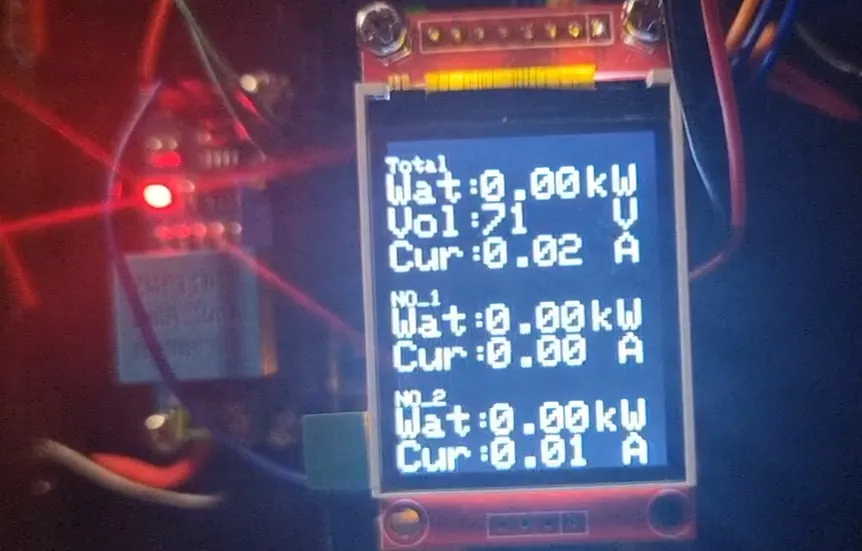 Total
Wat:0.00kW
Vol:71 V
Cur:0.02 A
NO_1
Wat:0.00kW
Cur:0.00 A
NO_2
Wat:0.00kW
Cur:0.01 A